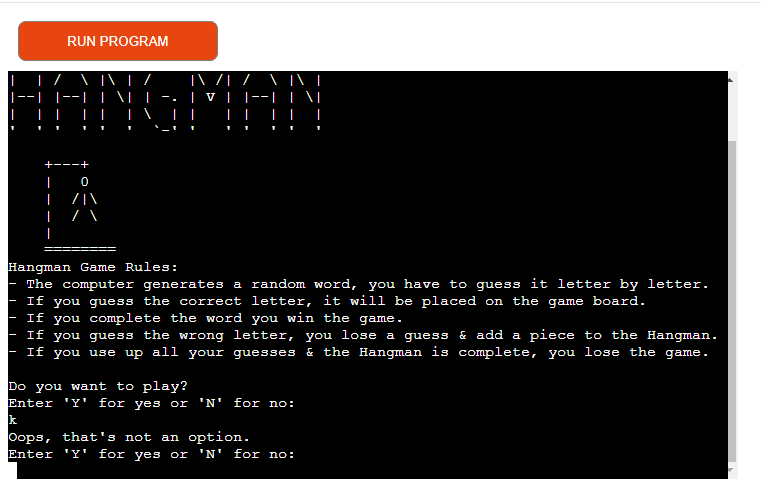 RUN PROGRAM
HANGMAN
Hangman Game Rules:
- The computer generates a random word, you have to guess it letter by letter.
- If you guess the correct letter, it will be placed on the game board.
- If you complete the word you win the game.
- If you guess the wrong letter, you lose a guess & add a piece to the Hangman.
- If you use up all your guesses & the Hangman is complete, you lose the game.
Do you want to play?
Enter 'Y' for yes or 'N' for no:
k
Oops, that's not an option.
Enter 'Y' for yes or 'N' for no: